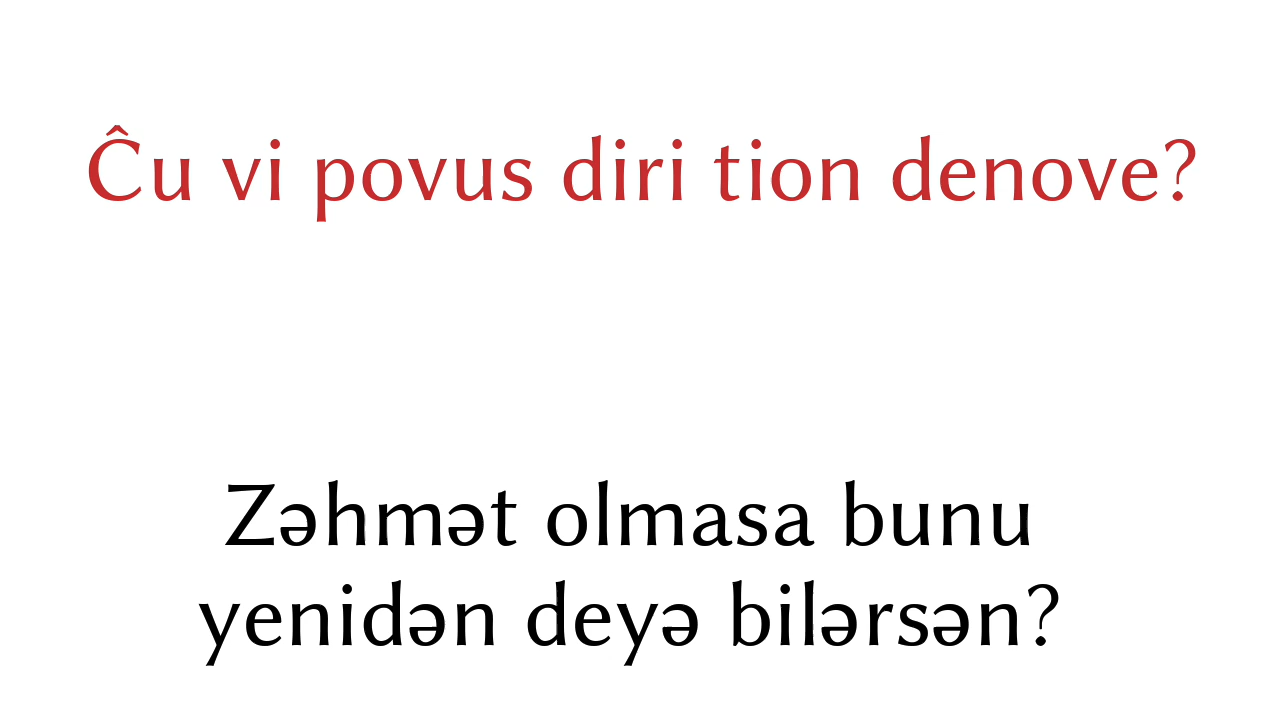 Ĉu vi povus diri tion denove?
Zəhmət olmasa bunu
yenidən deyə bilərsən?